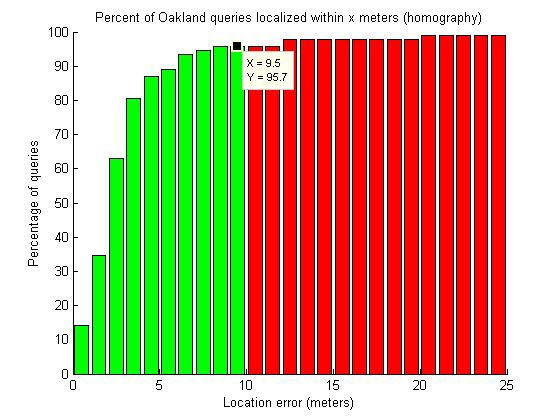 Percent of Oakland queries localized within x meters (homography)
100
90
80
70
60
50
40
30
20
10
0
X = 9.5
Y = 95.7
Percentage of queries
0 5 10 15 20 25
Location error (meters)